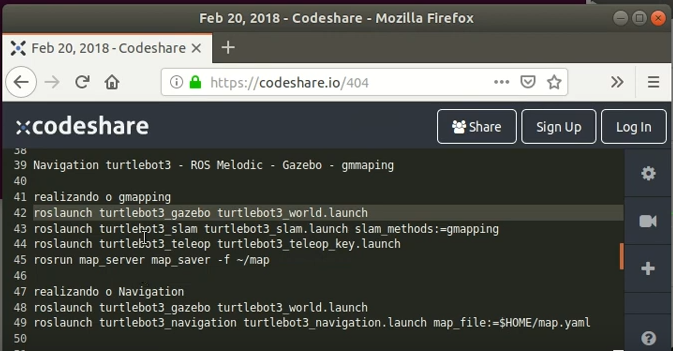 Feb 20, 2018 - Codeshare - Mozilla Firefox
Feb 20, 2018 - Codeshare
https://codeshare.io/404
codeshare
Share
Sign Up
Log In
38
39 Navigation turtlebot3 - ROS Melodic - Gazebo - gmmaping
40
41 realizando o gmapping
42 roslaunch turtlebot3_gazebo turtlebot3_world.launch
43 roslaunch turtlebot3_slam turtlebot3_slam.launch slam_methods:=gmapping
44 roslaunch turtlebot3_teleop turtlebot3_teleop_key.launch
45 rosrun map_server map_saver -f ~/map
46
47 realizando o Navigation
48 roslaunch turtlebot3_gazebo turtlebot3_world.launch
49 roslaunch turtlebot3_navigation turtlebot3_navigation.launch map_file:=$HOME/map.yaml
50